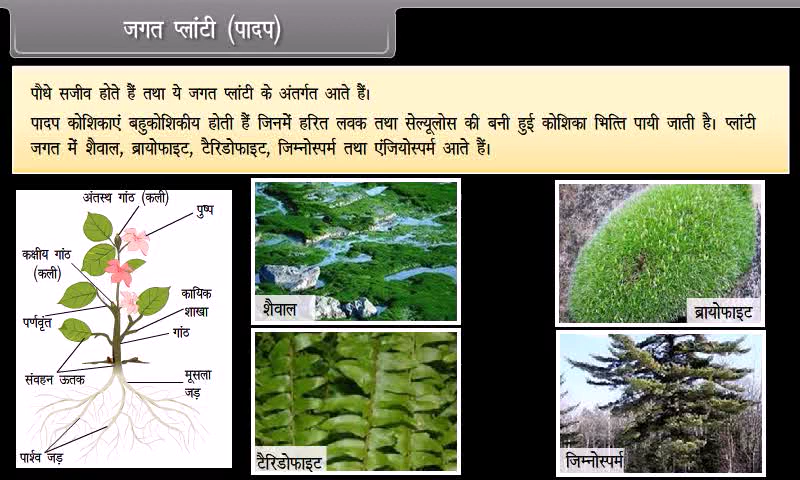 जगत प्लांटी (पादप)
पौधे सजीव होते हैं तथा ये जगत प्लांटी के अंतर्गत आते हैं।
पादप कोशिकाएं बहुकोशिकीय होती हैं जिनमें हरित लवक तथा सेल्यूलोस की बनी हुई कोशिका भित्ति पायी जाती है। प्लांटी
जगत में शैवाल, ब्रायोफाइट, टैरिडोफाइट, जिम्नोस्पर्म तथा एंजियोस्पर्म आते हैं।
अंतस्थ गांठ (कली)
पुष्प
कक्षीय गांठ
(कली)
कायिक
शाखा
पर्णवृंत
गांठ
संवहन ऊतक
मूसला
जड़
पार्श्व जड़
शैवाल
ब्रायोफाइट
टैरिडोफाइट
जिम्नोस्पर्म